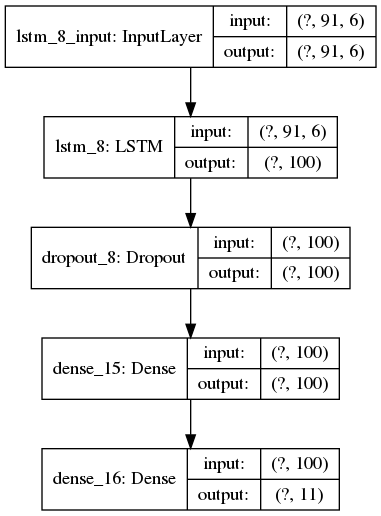 lstm_8_input: InputLayer
input:
(?, 91, 6)
output:
(?, 91, 6)
lstm_8: LSTM
input:
(?, 91, 6)
output:
(?, 100)
dropout_8: Dropout
input:
(?, 100)
output:
(?, 100)
dense_15: Dense
input:
(?, 100)
output:
(?, 100)
dense_16: Dense
input:
(?, 100)
output:
(?, 11)